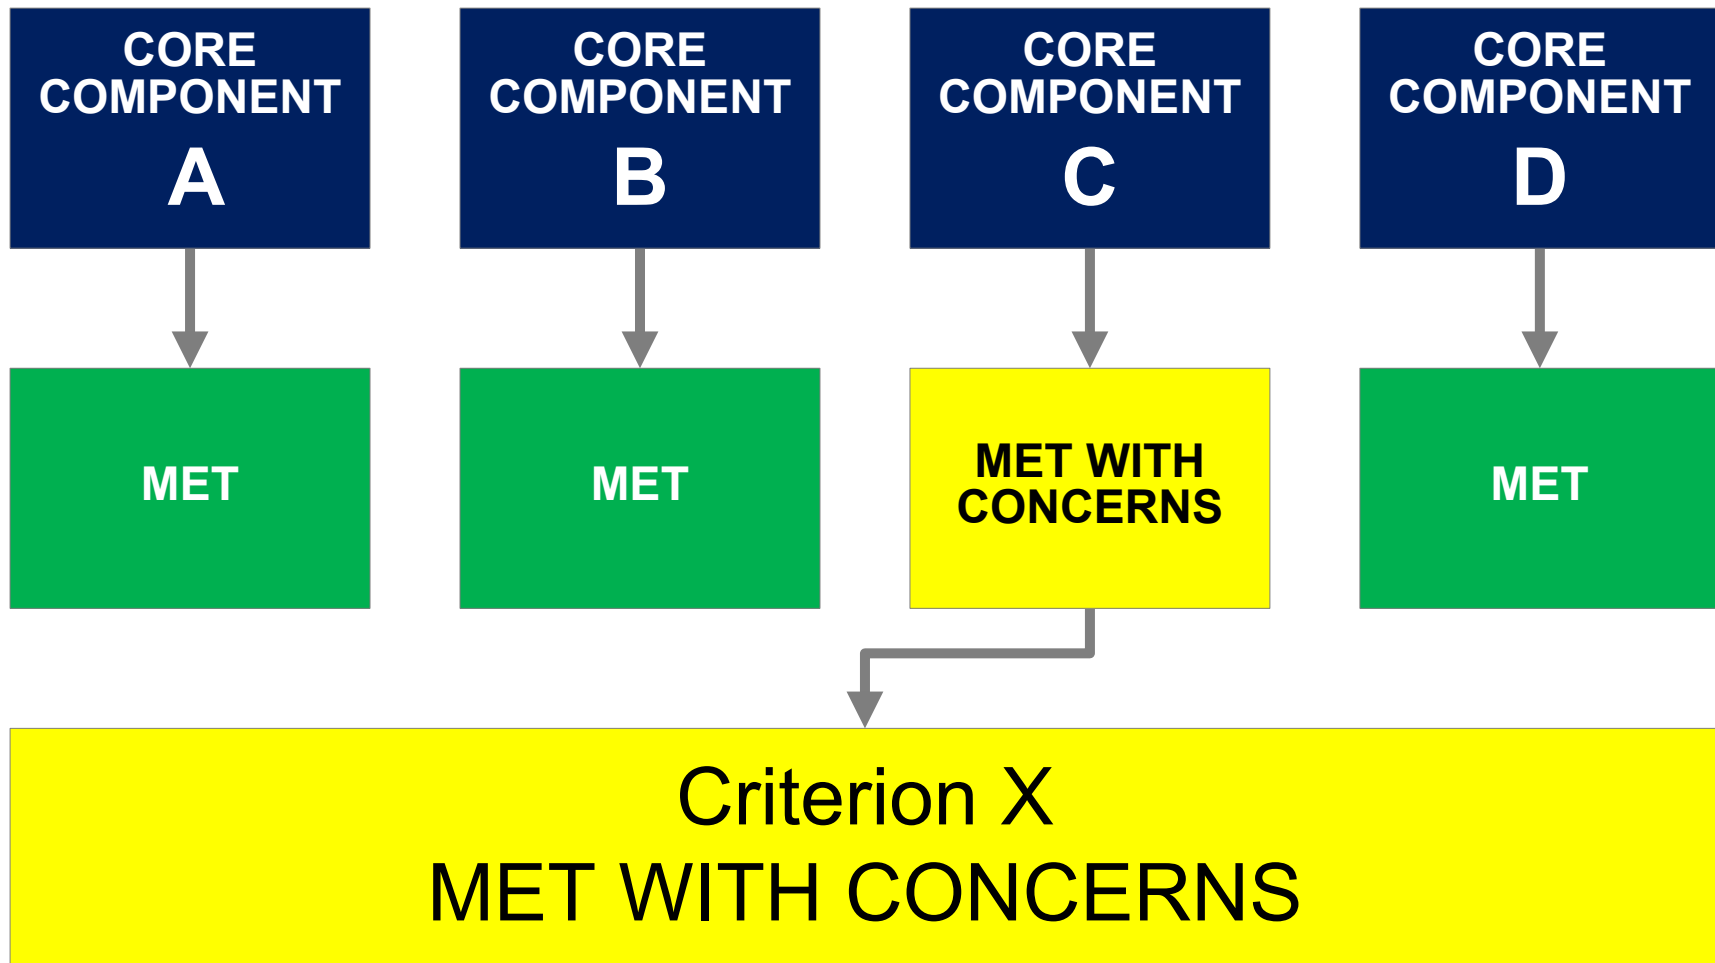 CORE
COMPONENT
A
CORE
COMPONENT
B
CORE
COMPONENT
C
CORE
COMPONENT
D
MET
MET
MET WITH
CONCERNS
MET
Criterion X
MET WITH CONCERNS